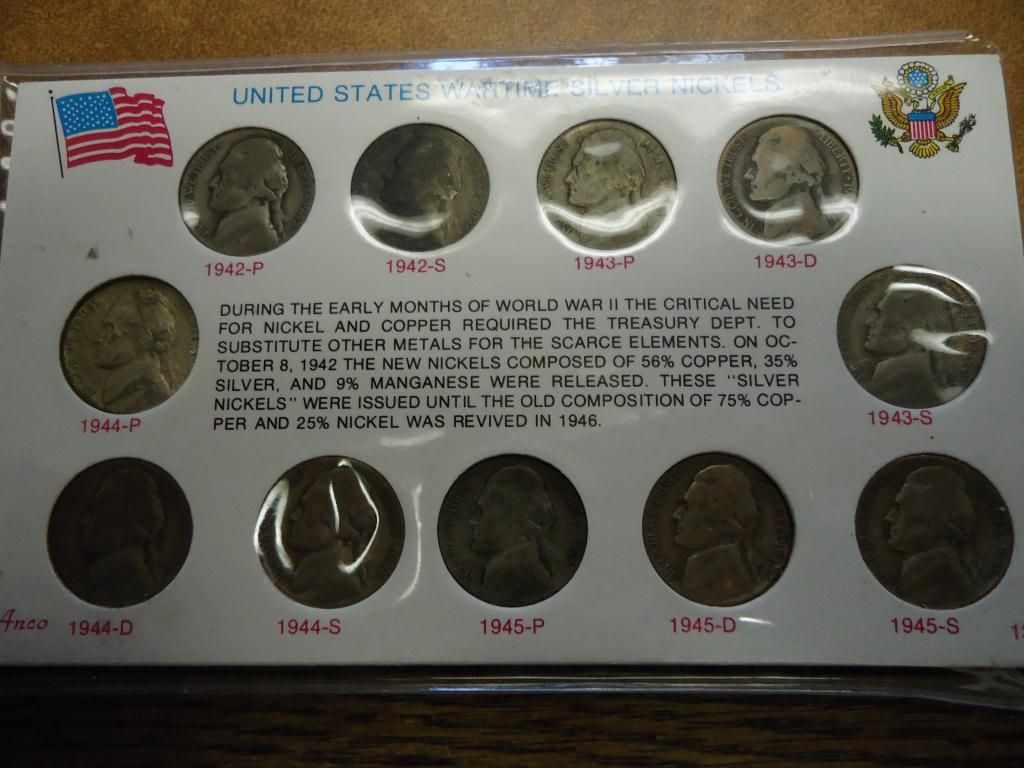 UNITED STATES WARTIME SILVER NICKELS
1942-P
1942-S
1943-P
1943-D
DURING THE EARLY MONTHS OF WORLD WAR II THE CRITICAL NEED
FOR NICKEL AND COPPER REQUIRED THE TREASURY DEPT. TO
SUBSTITUTE OTHER METALS FOR THE SCARCE ELEMENTS. ON OC-
TOBER 8, 1942 THE NEW NICKELS COMPOSED OF 56% COPPER, 35%
SILVER, AND 9% MANGANESE WERE RELEASED. THESE "SILVER
NICKELS" WERE ISSUED UNTIL THE OLD COMPOSITION OF 75% COP-
PER AND 25% NICKEL WAS REVIVED IN 1946.
1944-P
1943-S
Anco
1944-D
1944-S
1945-P
1945-D
1945-S